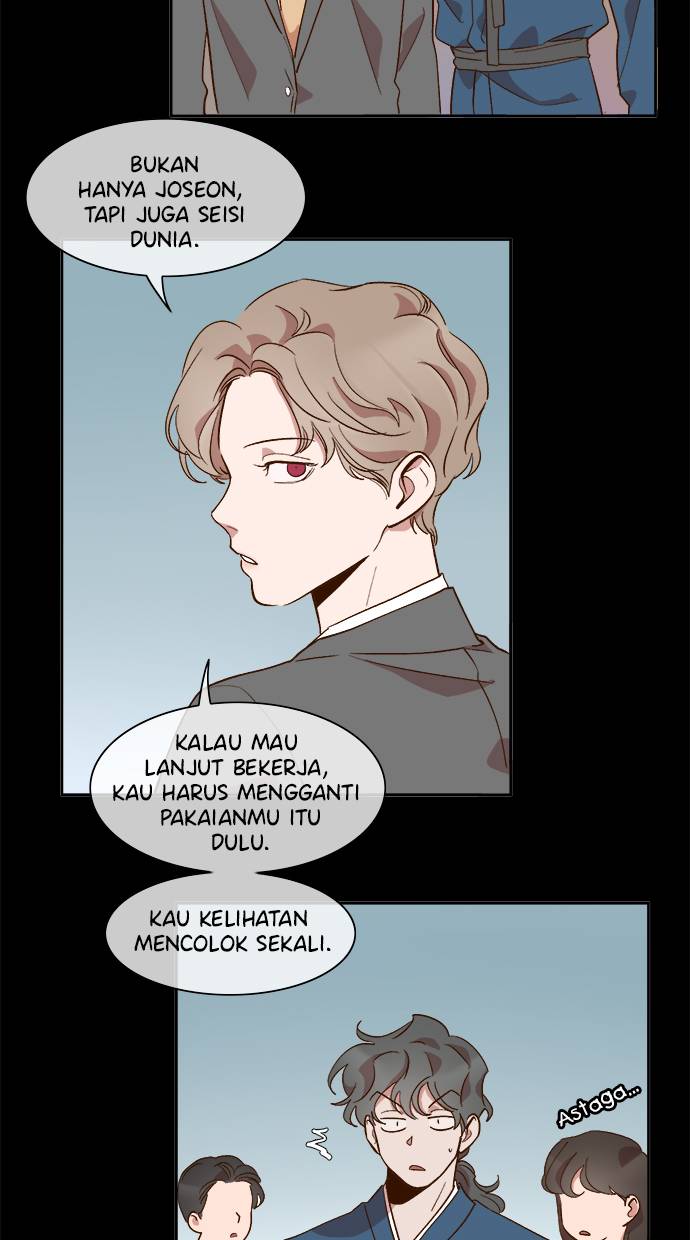 BUKAN
HANYA JOSEON,
TAPI JUGA SEISI
DUNIA.
KALAU MAU
LANJUT BEKERJA,
KAU HARUS MENGGANTI
PAKAIANMU ITU
DULU.
KAU KELIHATAN
MENCOLOK SEKALI.
Astaga...